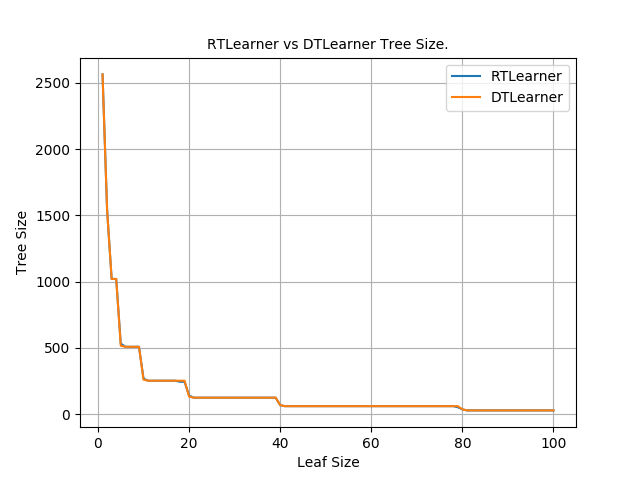 RTLearner vs DTLearner Tree Size.
RTLearner
DTLearner
2500
2000
1500
1000
500
0
Tree Size
0 20 40 60 80 100
Leaf Size